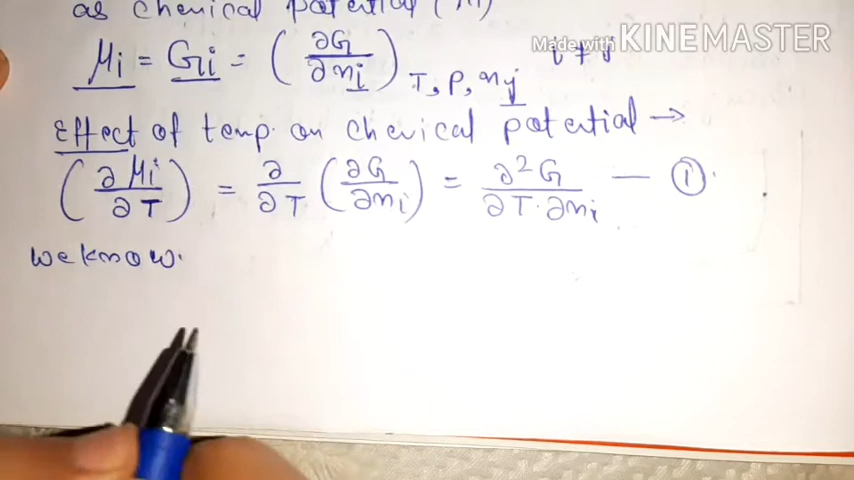 as chemical potential (μi)
Made with KINEMASTER
μi = Gi = (∂G/∂ni) T, P, nj i ≠ j
Effect of temp. on chemical potential →
(∂μi/∂T) = ∂/∂T (∂G/∂ni) = ∂²G/∂T·∂ni — ①
we know.